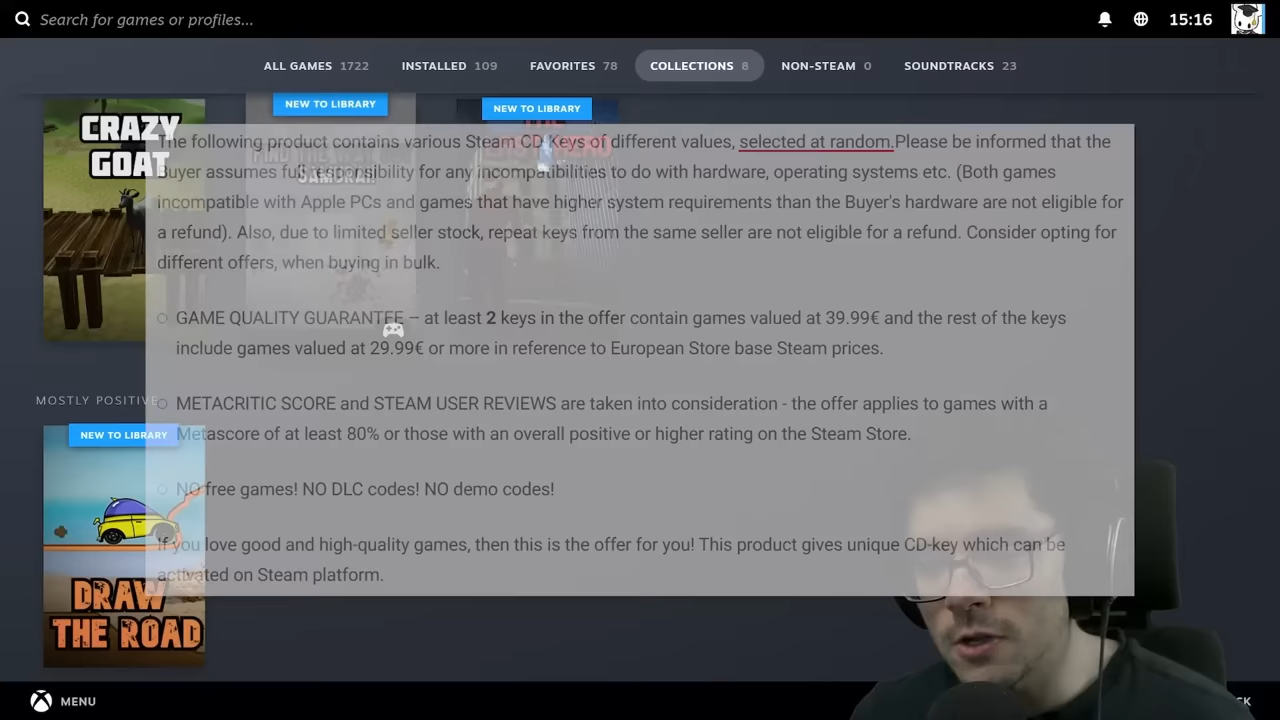 Search for games or profiles...
15:16
ALL GAMES 1722 INSTALLED 109 FAVORITES 78 COLLECTIONS 8 NON-STEAM 0 SOUNDTRACKS 23
NEW TO LIBRARY
NEW TO LIBRARY
CRAZY
GOAT
The following product contains various Steam CD Keys of different values, selected at random.Please be informed that the
Buyer assumes full responsibility for any incompatibilities to do with hardware, operating systems etc. (Both games
incompatible with Apple PCs and games that have higher system requirements than the Buyer's hardware are not eligible for
a refund). Also, due to limited seller stock, repeat keys from the same seller are not eligible for a refund. Consider opting for
different offers, when buying in bulk.
GAME QUALITY GUARANTEE – at least 2 keys in the offer contain games valued at 39.99€ and the rest of the keys
include games valued at 29.99€ or more in reference to European Store base Steam prices.
MOSTLY POSITIVE
METACRITIC SCORE and STEAM USER REVIEWS are taken into consideration - the offer applies to games with a
Metascore of at least 80% or those with an overall positive or higher rating on the Steam Store.
NEW TO LIBRARY
NO free games! NO DLC codes! NO demo codes!
If you love good and high-quality games, then this is the offer for you! This product gives unique CD-key which can be
activated on Steam platform.
DRAW
THE ROAD
MENU